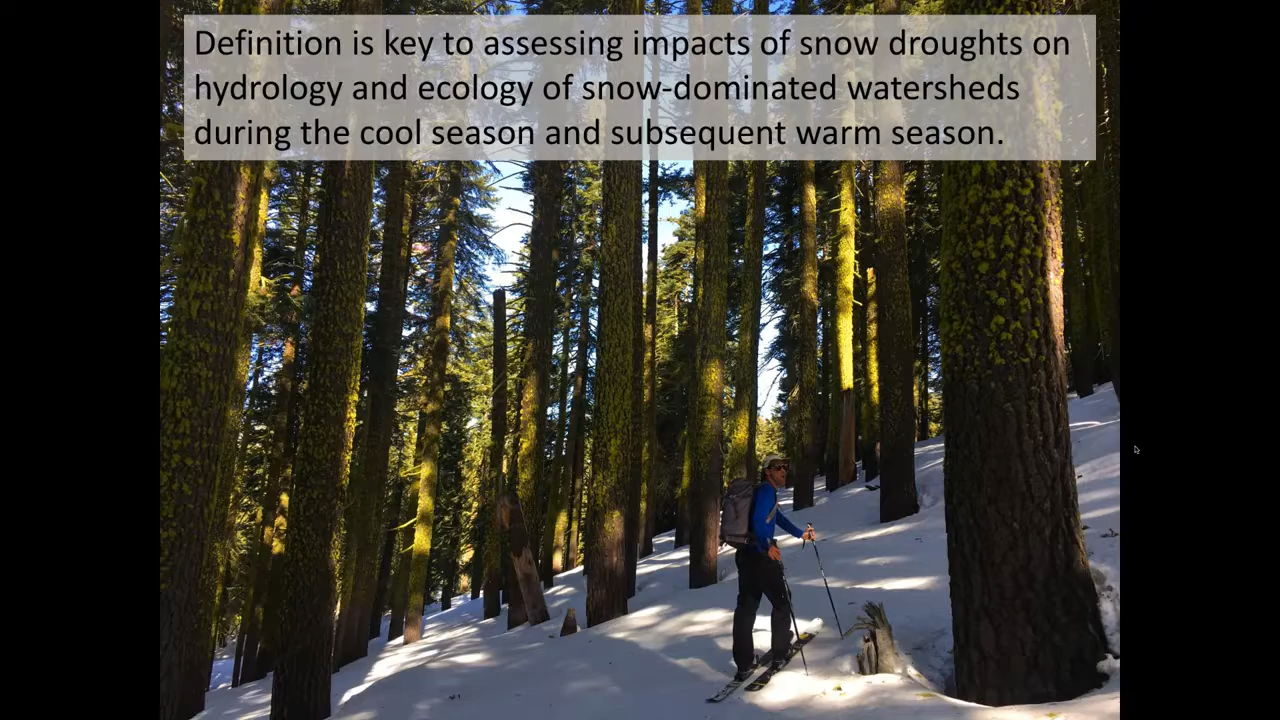 Definition is key to assessing impacts of snow droughts on
hydrology and ecology of snow-dominated watersheds
during the cool season and subsequent warm season.